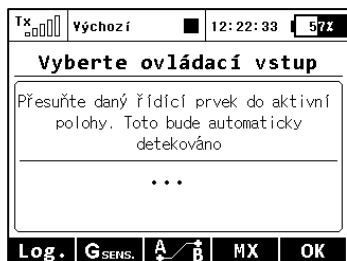 Tx Výchozí 12:22:33 57%
Vyberte ovládací vstup
Přesuňte daný řídící prvek do aktivní
polohy. Toto bude automaticky
detekováno
...
Log. GSENS. A B MX OK